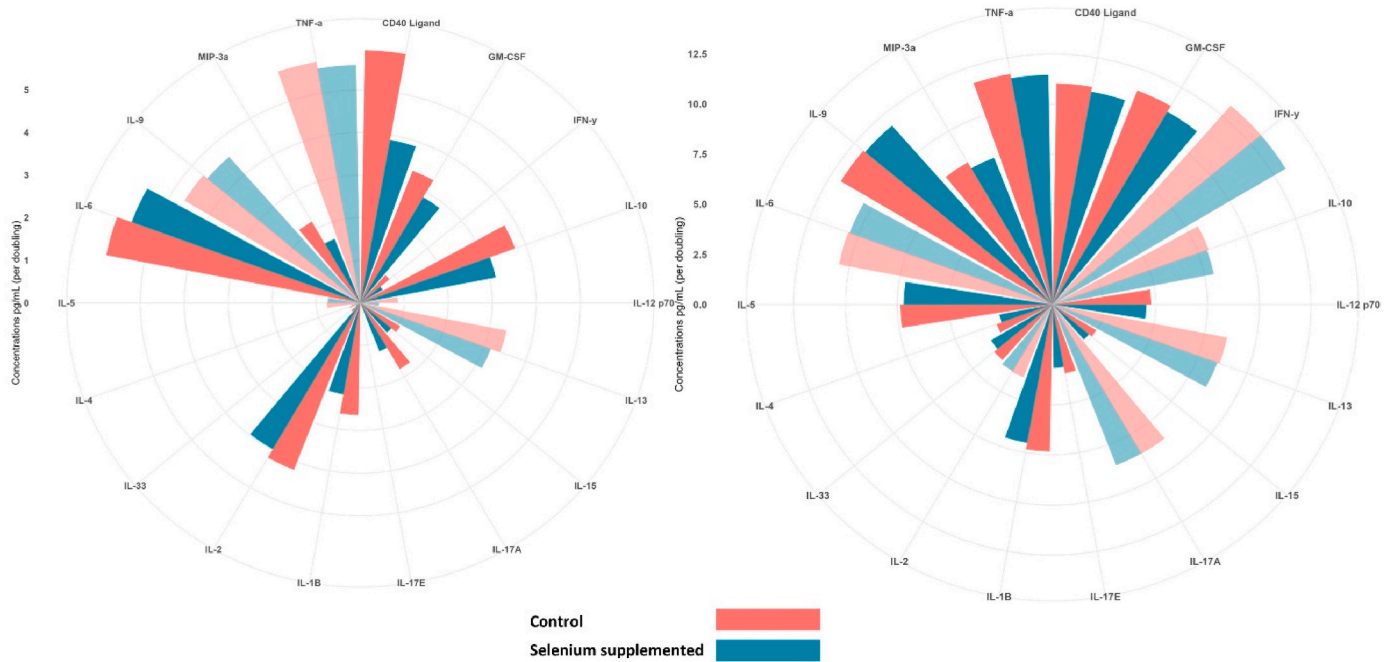 TNF-a
CD40 Ligand
MIP-3a
GM-CSF
IL-9
IFN-y
IL-6
IL-10
IL-5
IL-12 p70
IL-4
IL-13
IL-33
IL-15
IL-2
IL-17A
IL-1B
IL-17E
5
4
3
2
1
0
Concentrations pg/mL (per doubling)
TNF-a
CD40 Ligand
MIP-3a
GM-CSF
IL-9
IFN-y
IL-6
IL-10
IL-5
IL-12 p70
IL-4
IL-13
IL-33
IL-15
IL-2
IL-17A
IL-1B
IL-17E
12.5
10.0
7.5
5.0
2.5
0.0
Concentrations pg/mL (per doubling)
Control
Selenium supplemented